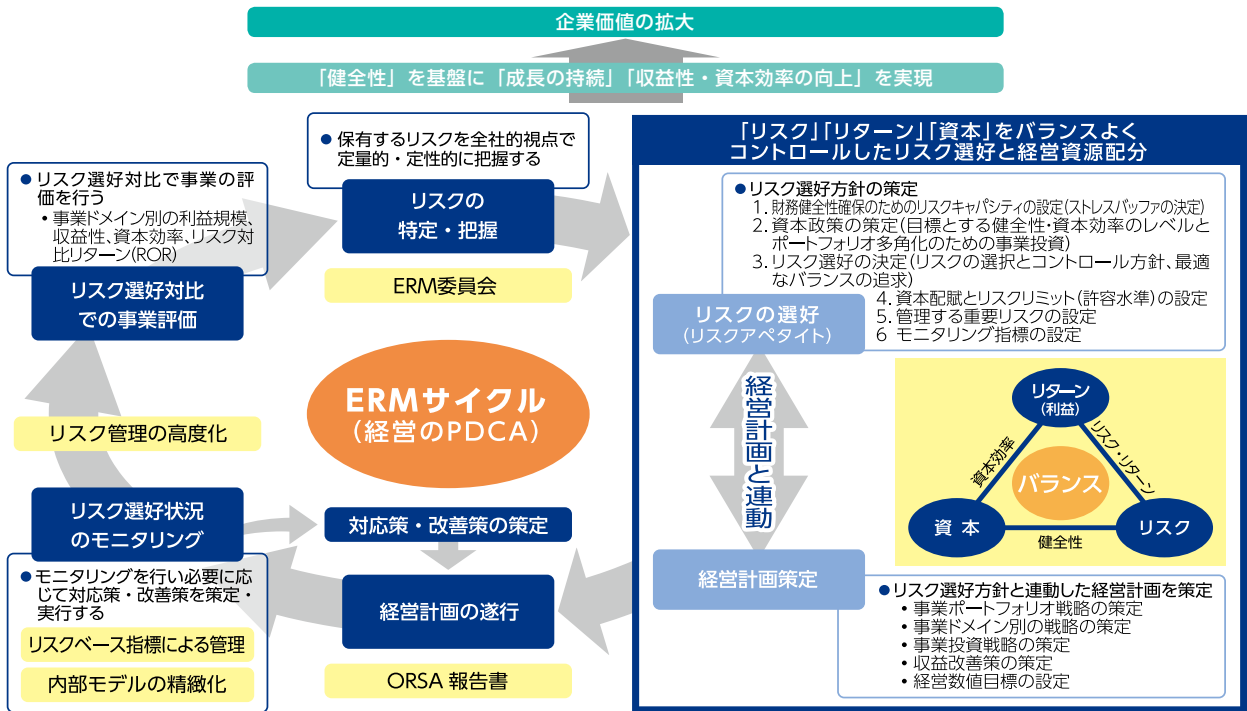 企業価値の拡大
「健全性」を基盤に「成長の持続」「収益性・資本効率の向上」を実現
● 保有するリスクを全社的視点で
定量的・定性的に把握する
リスクの
特定・把握
ERM委員会
● リスク選好対比で事業の評
価を行う
・事業ドメイン別の利益規模、
収益性、資本効率、リスク対
比リターン(ROR)
リスク選好対比
での事業評価
リスク管理の高度化
ERMサイクル
(経営のPDCA)
リスク選好状況
のモニタリング
● モニタリングを行い必要に応
じて対応策・改善策を策定・
実行する
リスクベース指標による管理
内部モデルの精緻化
対応策・改善策の策定
経営計画の遂行
ORSA 報告書
「リスク」「リターン」「資本」をバランスよく
コントロールしたリスク選好と経営資源配分
● リスク選好方針の策定
1. 財務健全性確保のためのリスクキャパシティの設定(ストレスバッファの決定)
2. 資本政策の策定(目標とする健全性・資本効率のレベルと
ポートフォリオ多角化のための事業投資)
3. リスク選好の決定(リスクの選択とコントロール方針、最適
なバランスの追求)
4. 資本配賦とリスクリミット(許容水準)の設定
5. 管理する重要リスクの設定
6 モニタリング指標の設定
リスクの選好
(リスクアペタイト)
経営計画と連動
リターン
(利益)
資本効率
リスク・リターン
バランス
資 本
リスク
健全性
経営計画策定
● リスク選好方針と連動した経営計画を策定
・事業ポートフォリオ戦略の策定
・事業ドメイン別の戦略の策定
・事業投資戦略の策定
・収益改善策の策定
・経営数値目標の設定